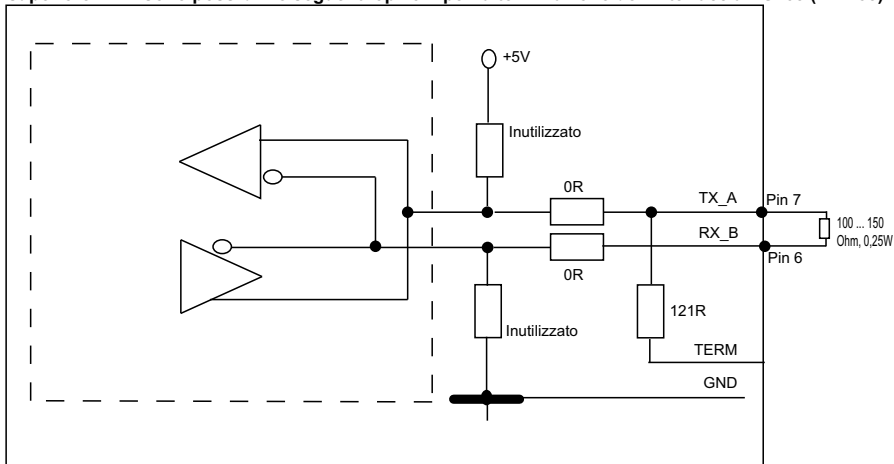 +5V
Inutilizzato
0R
TX_A
Pin 7
100 ... 150
Ohm, 0,25W
RX_B
Pin 6
0R
121R
Inutilizzato
TERM
GND